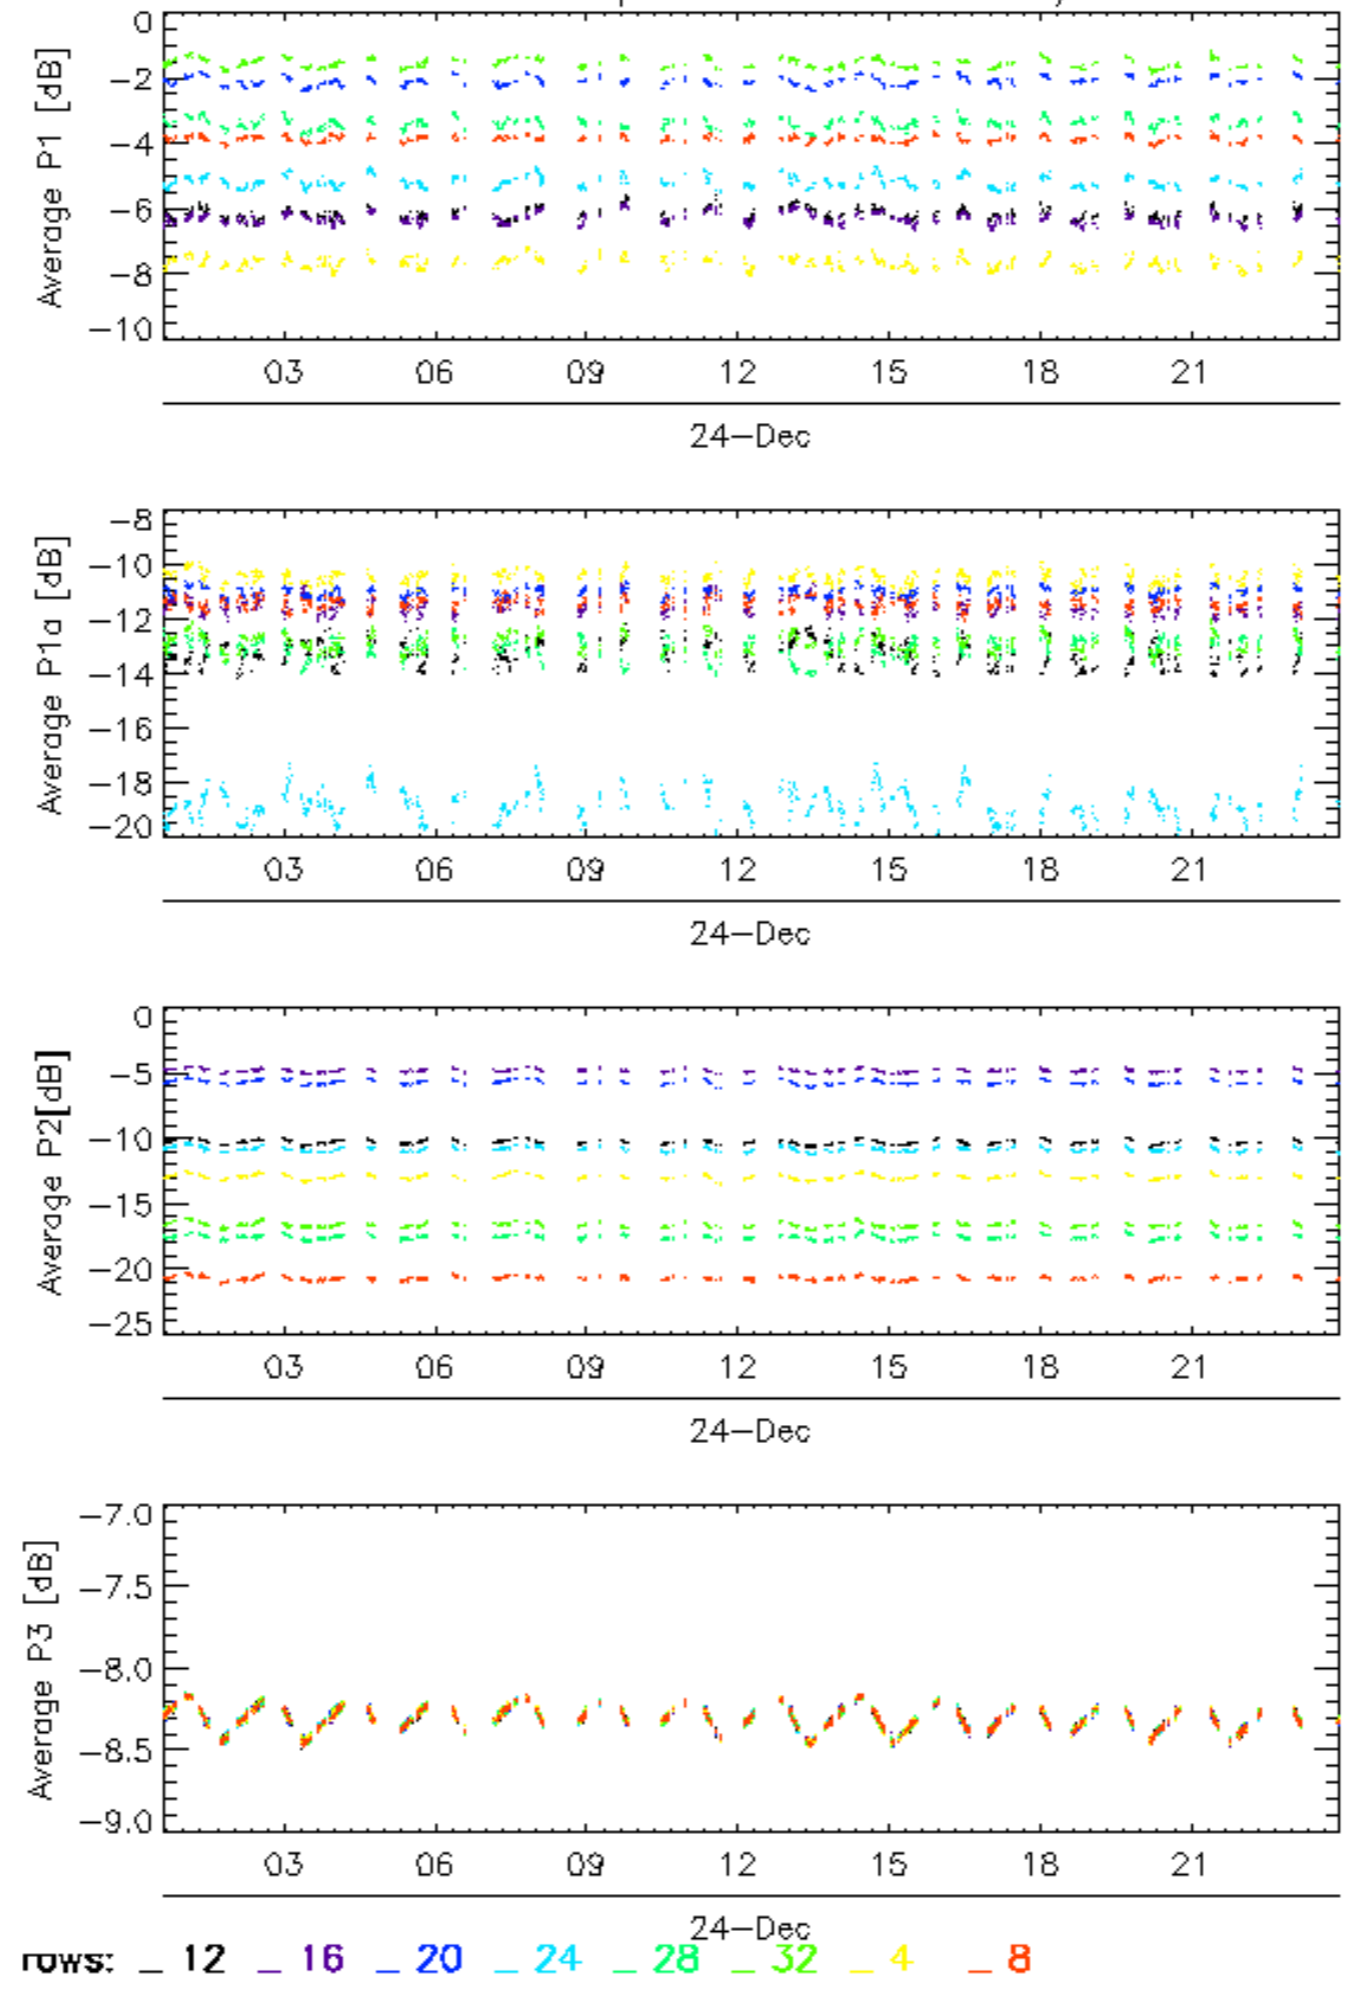 0
−2
−4
−6
−8
−10
Average P1 [dB]
03 06 09 12 15 18 21
24−Dec
−8
−10
−12
−14
−16
−18
−20
Average P1a [dB]
03 06 09 12 15 18 21
24−Dec
0
−5
−10
−15
−20
−25
Average P2[dB]
03 06 09 12 15 18 21
24−Dec
−7.0
−7.5
−8.0
−8.5
−9.0
Average P3 [dB]
03 06 09 12 15 18 21
24−Dec
rows: _ 12 _ 16 _ 20 _ 24 _ 28 _ 32 _ 4 _ 8